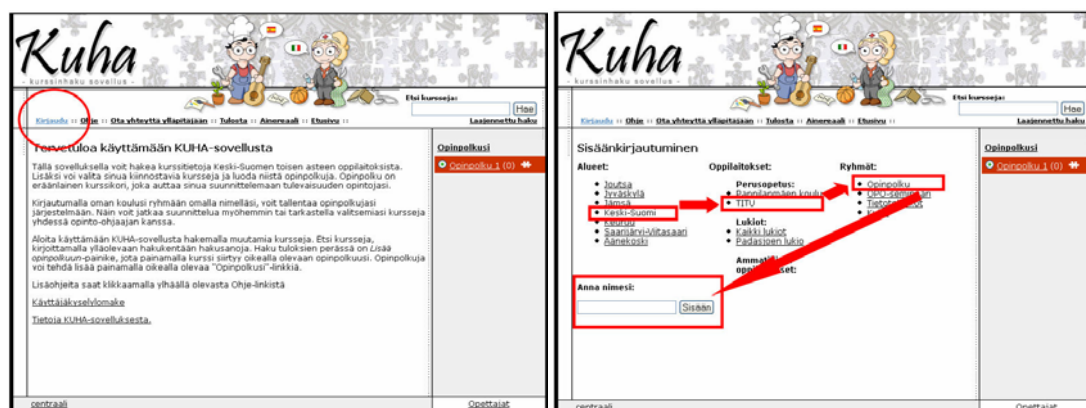 Kuha
- kurssinhaku sovellus -
Etsi kursseja:
Hae
Kirjaudu :: Ohje :: Ota yhteyttä ylläpitäjään :: Tulosta :: Ainereaali :: Etusivu ::
Laajennettu haku
Tervetuloa käyttämään KUHA-sovellusta
Tällä sovelluksella voit hakea kurssitietoja Keski-Suomen toisen asteen oppilaitoksista.
Lisäksi voi valita sinua kiinnostavia kursseja ja luoda niistä opinpolkuja. Opinpolku on
eräänlainen kurssikori, joka auttaa sinua suunnittelemaan tulevaisuuden opintojasi.
Kirjautumalla oman koulusi ryhmään omalla nimelläsi, voit tallentaa opinpolkujasi
järjestelmään. Näin voit jatkaa suunnittelua myöhemmin tai tarkastella valitsemiasi kursseja
yhdessä opinto-ohjaajan kanssa.
Aloita käyttämään KUHA-sovellusta hakemalla muutamia kursseja. Etsi kursseja,
kirjoittamalla ylläolevaan hakukentään hakusanoja. Haku tuloksien perässä on Lisää
opinpolkuun-painike, jota painamalla kurssi siirtyy oikealla olevaan opinpolkuusi. Opinpolkuja
voi tehdä lisää painamalla oikealla olevaa "Opinpolkusi"-linkkiä.
Lisäohjeita saat klikkaamalla ylhäällä olevasta Ohje-linkistä
Käyttäjäkyselylomake
Tietoja KUHA-sovelluksesta.
Opinpolkusi
Opinpolku 1 (0)
centraali
Opettajat
Kuha
- kurssinhaku sovellus -
Etsi kursseja:
Hae
Kirjaudu :: Ohje :: Ota yhteyttä ylläpitäjään :: Tulosta :: Ainereaali :: Etusivu ::
Laajennettu haku
Sisäänkirjautuminen
Alueet:
Joutsa
Jyväskylä
Jämsä
Keski-Suomi
Keuruu
Saarijärvi-Viitasaari
Äänekoski
Oppilaitokset:
Perusopetus:
Pappilanmäen koulu
TITU
Lukiot:
Kaikki lukiot
Padasjoen lukio
Ryhmät:
Opinpolku
Anna nimesi:
Sisään
Opinpolkusi
Opinpolku 1 (0)
centraali
Opettajat